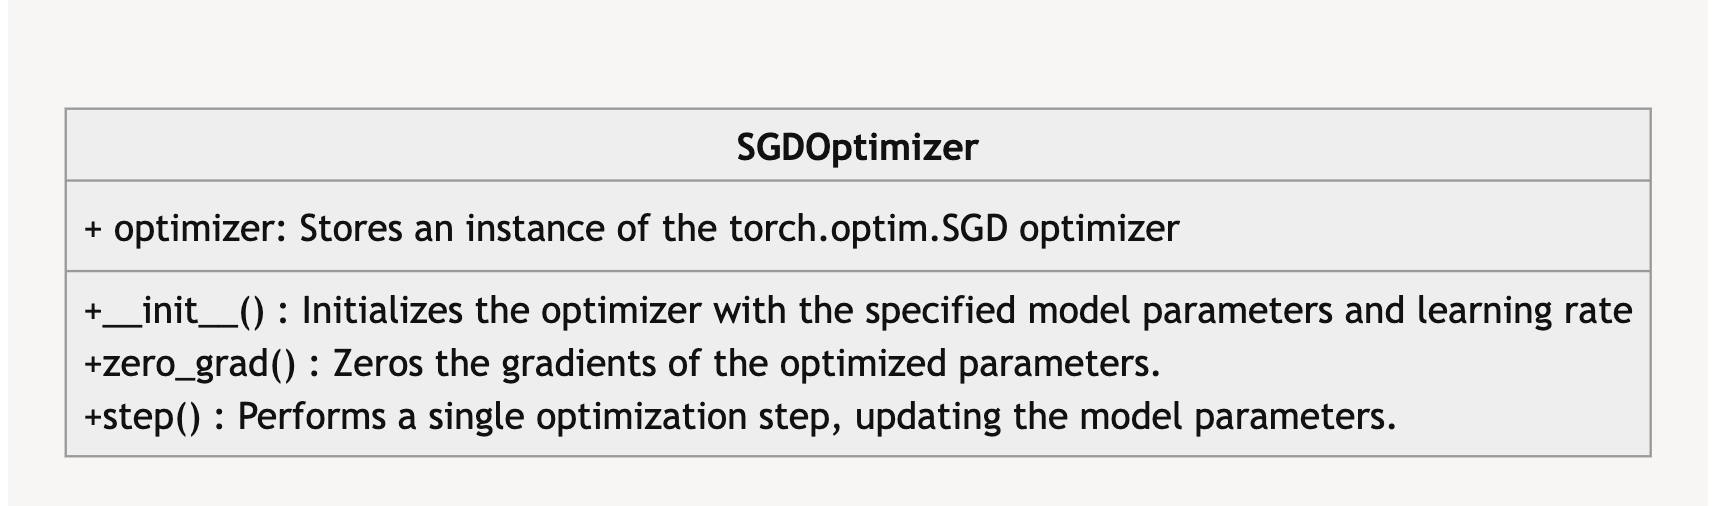 SGDOptimizer
+ optimizer: Stores an instance of the torch.optim.SGD optimizer
+__init__() : Initializes the optimizer with the specified model parameters and learning rate
+zero_grad() : Zeros the gradients of the optimized parameters.
+step() : Performs a single optimization step, updating the model parameters.